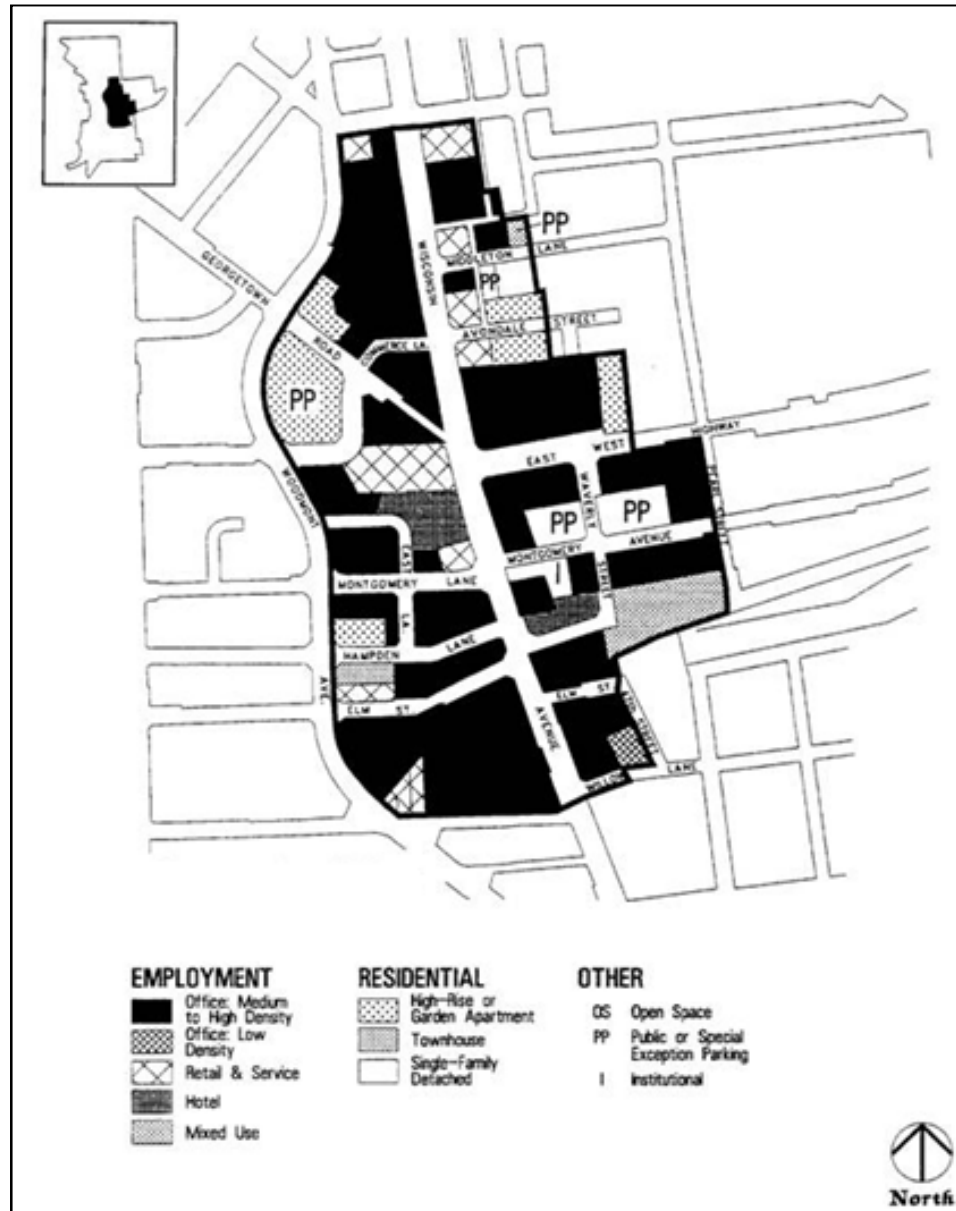 PP
MIDDLETON LANE
GEORGETOWN
WISCONSIN
PP
AVONDALE STREET
ROAD
COMMERCE LA.
PP
HIGHWAY
EAST WEST
WOODMONT
WAVERLY
PEARL STREET
PP
PP
EAST
MONTGOMERY AVENUE
MONTGOMERY LANE
I
STREET
LA
HAMPDEN LANE
AVE.
ELM ST.
ELM ST.
AVENUE
WILLOW LANE
EMPLOYMENT
Office: Medium
to High Density
Office: Low
Density
Retail & Service
Hotel
Mixed Use
RESIDENTIAL
High-Rise or
Garden Apartment
Townhouse
Single-Family
Detached
OTHER
OS Open Space
PP Public or Special
Exception Parking
I Institutional
North